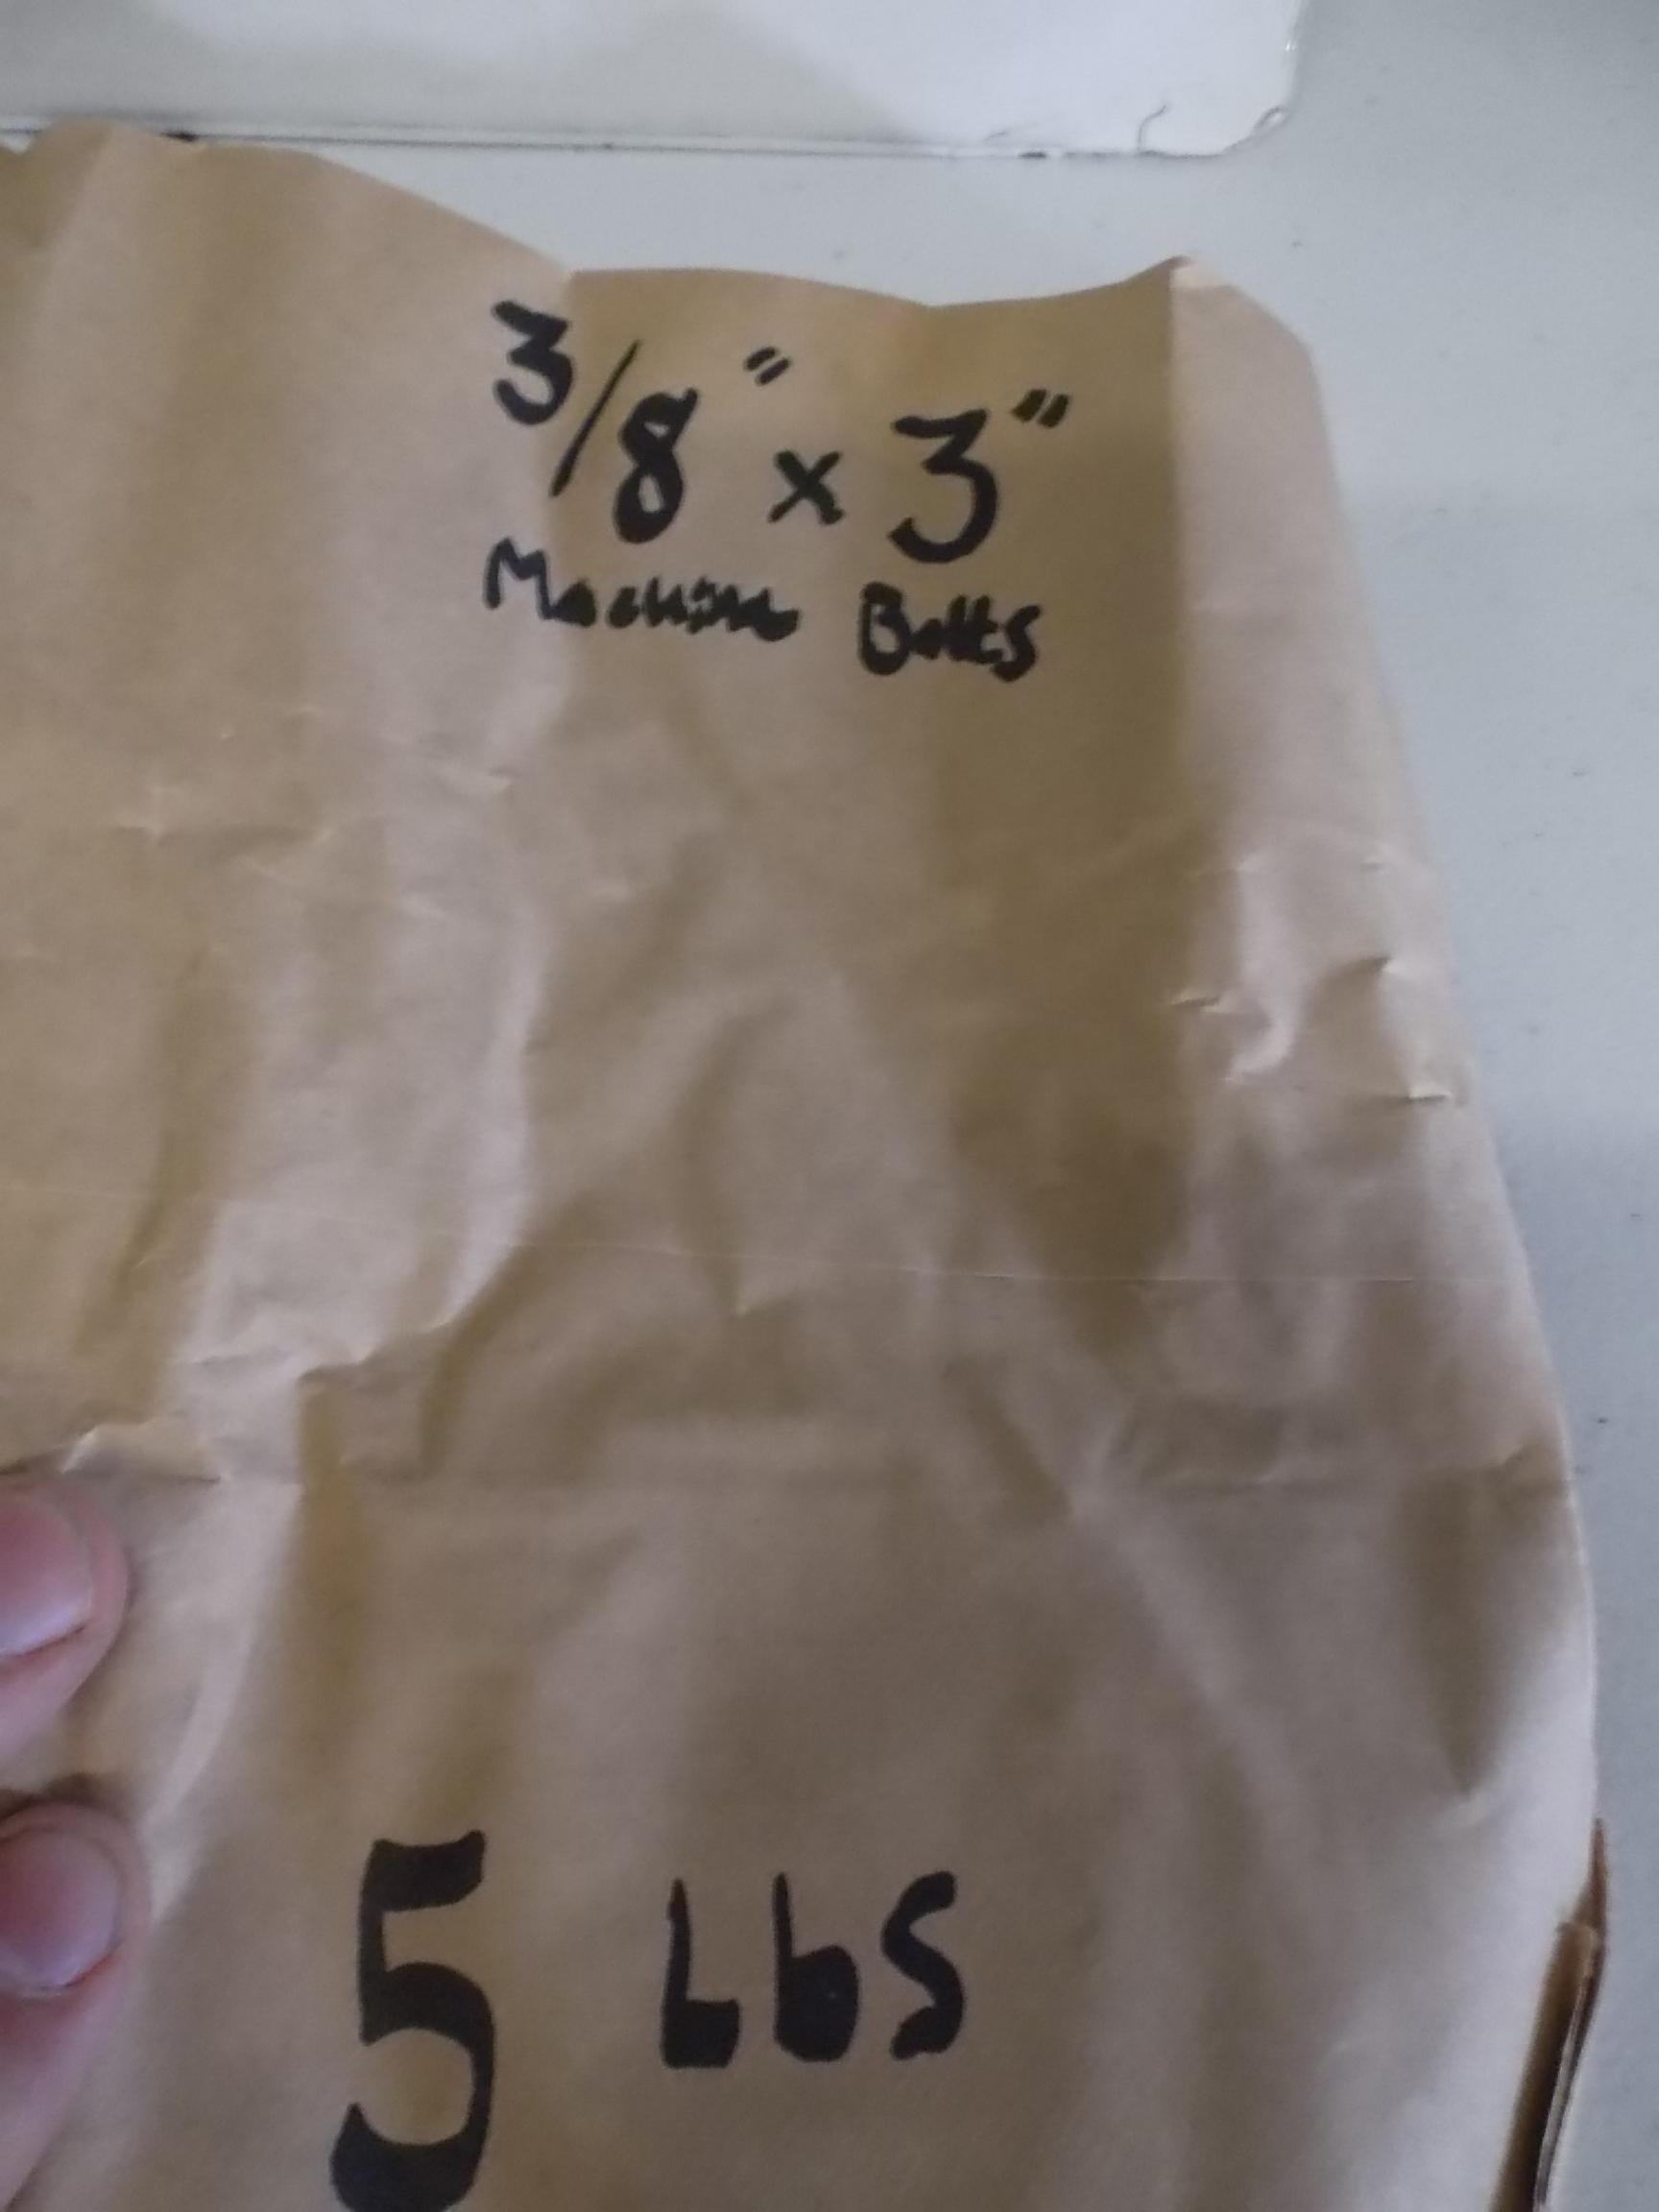 3/8" x 3"
Machine Bolts
5 Lbs